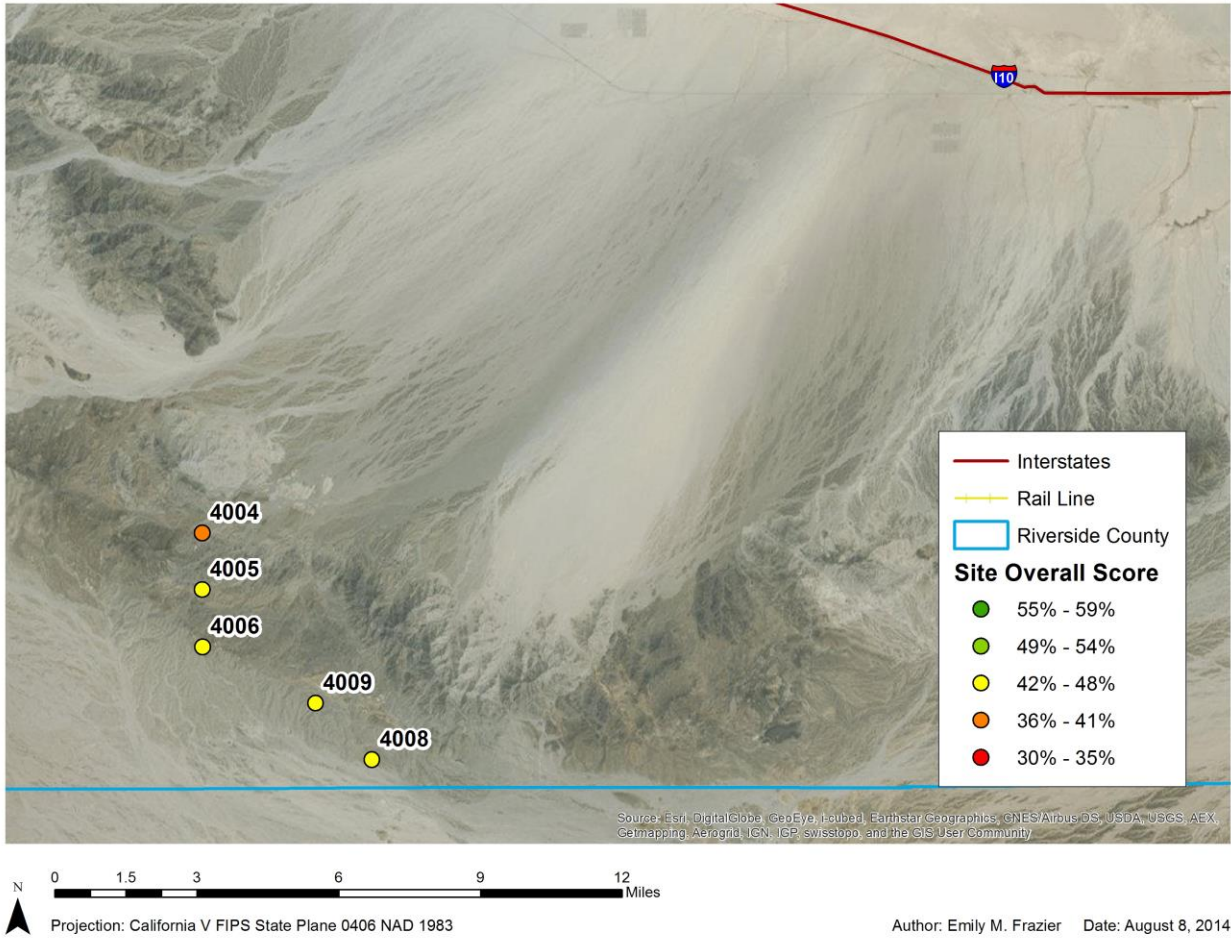 I10
4004
4005
4006
4009
4008
Interstates
Rail Line
Riverside County
Site Overall Score
55% - 59%
49% - 54%
42% - 48%
36% - 41%
30% - 35%
Source: Esri, DigitalGlobe, GeoEye, i-cubed, Earthstar Geographics, CNES/Airbus DS, USDA, USGS, AEX,
Getmapping, Aerogrid, IGN, IGP, swisstopo, and the GIS User Community
N
0 1.5 3 6 9 12
Miles
Projection: California V FIPS State Plane 0406 NAD 1983
Author: Emily M. Frazier Date: August 8, 2014